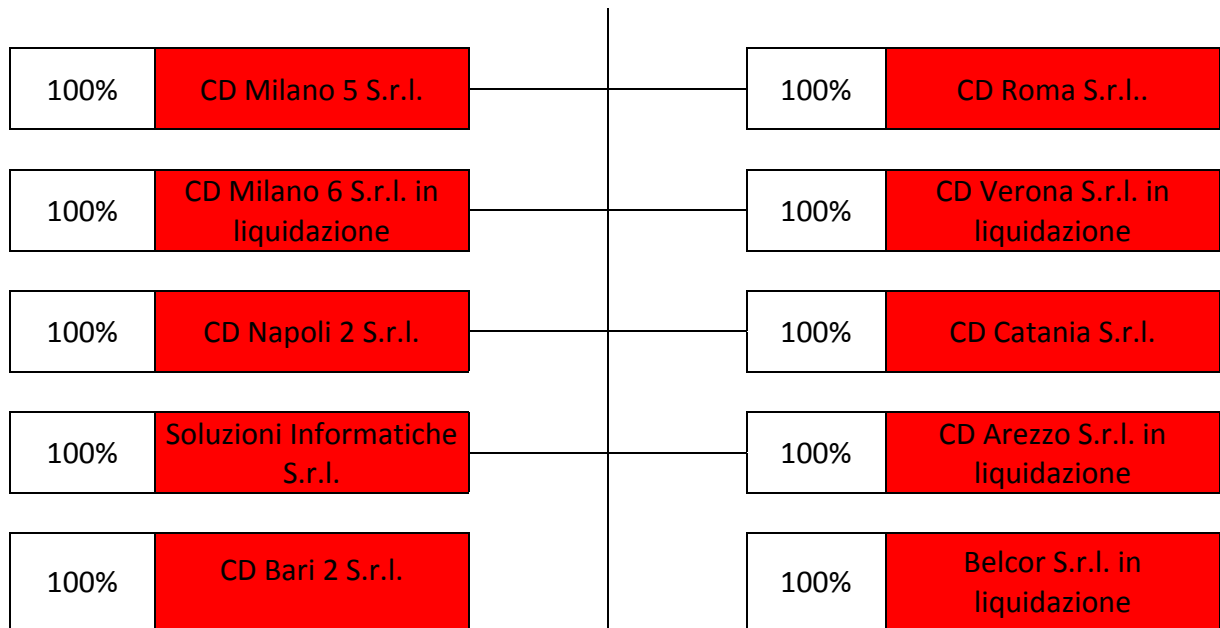 100%
CD Milano 5 S.r.l.
100%
CD Roma S.r.l..
100%
CD Milano 6 S.r.l. in
liquidazione
100%
CD Verona S.r.l. in
liquidazione
100%
CD Napoli 2 S.r.l.
100%
CD Catania S.r.l.
100%
Soluzioni Informatiche
S.r.l.
100%
CD Arezzo S.r.l. in
liquidazione
100%
CD Bari 2 S.r.l.
100%
Belcor S.r.l. in
liquidazione